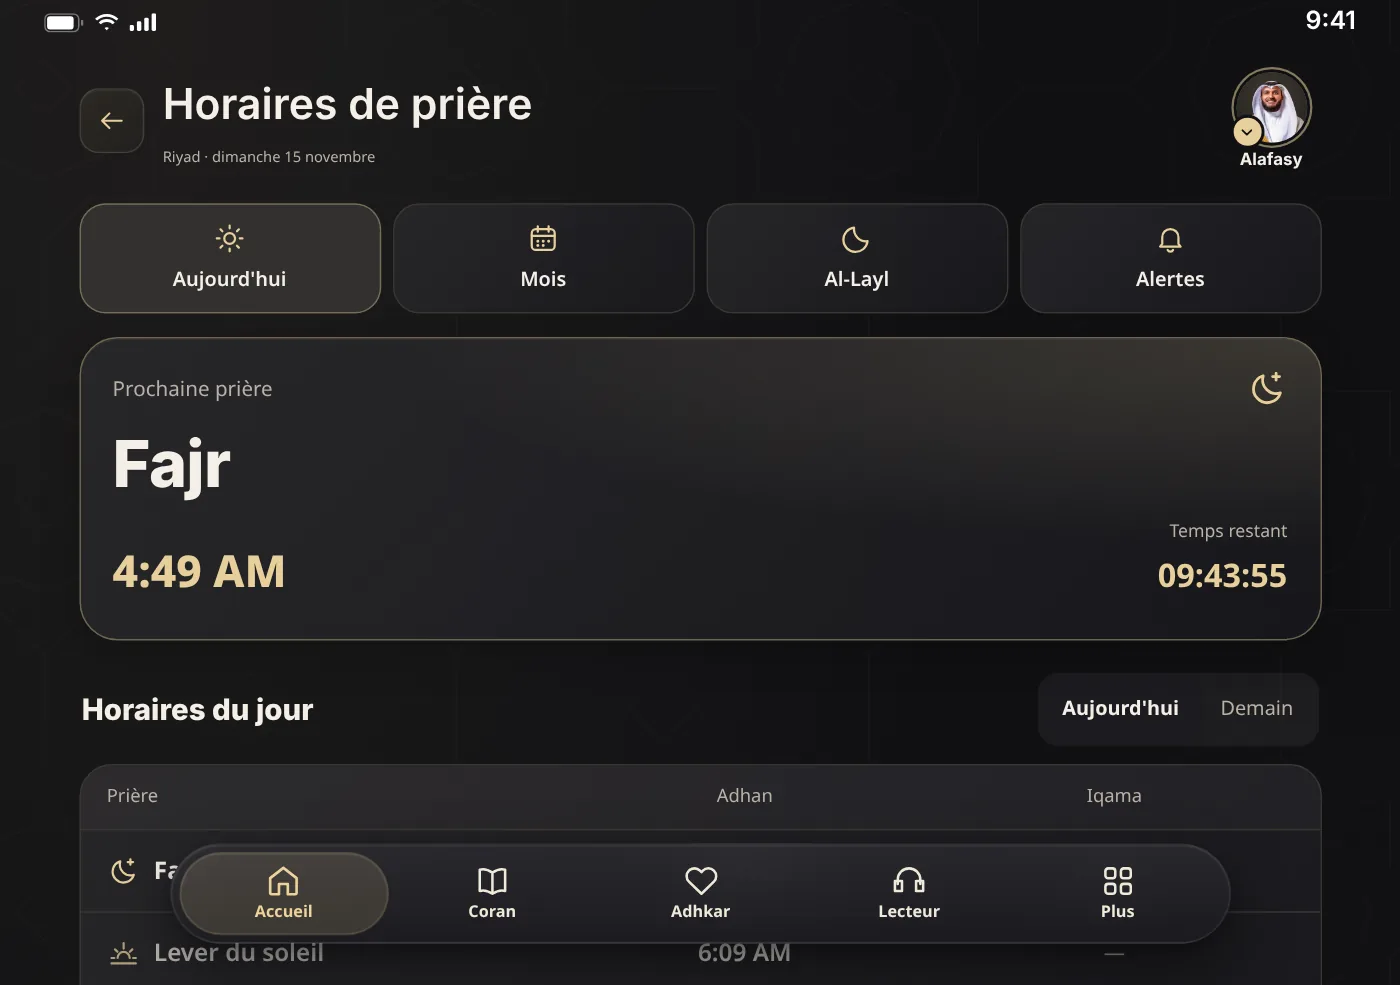 9:41
Horaires de prière
Riyad · dimanche 15 novembre
Alafasy
Aujourd'hui
Mois
Al-Layl
Alertes
Prochaine prière
Fajr
4:49 AM
Temps restant
09:43:55
Horaires du jour
Aujourd'hui
Demain
Prière
Adhan
Iqama
Accueil
Coran
Adhkar
Lecteur
Plus
Lever du soleil
6:09 AM
—